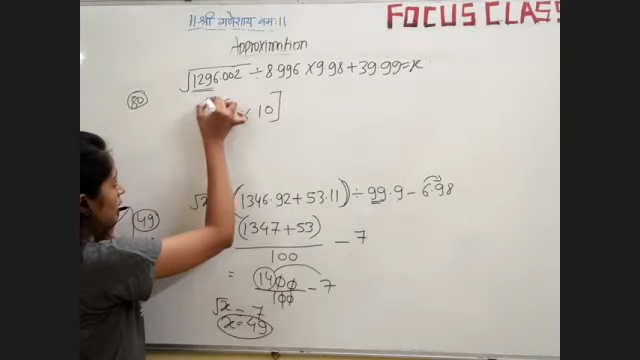 ॥ श्री गणेशाय नमः ॥
FOCUS CLASS
Approximation
√1296.002 ÷ 8.996 × 9.98 + 39.99 = x
80
× 10]
√x (1346.92 + 53.11) ÷ 99.9 - 6.98
49
(1347 + 53) / 100 - 7
= 1400 / 100 - 7
√x = 7
x = 49